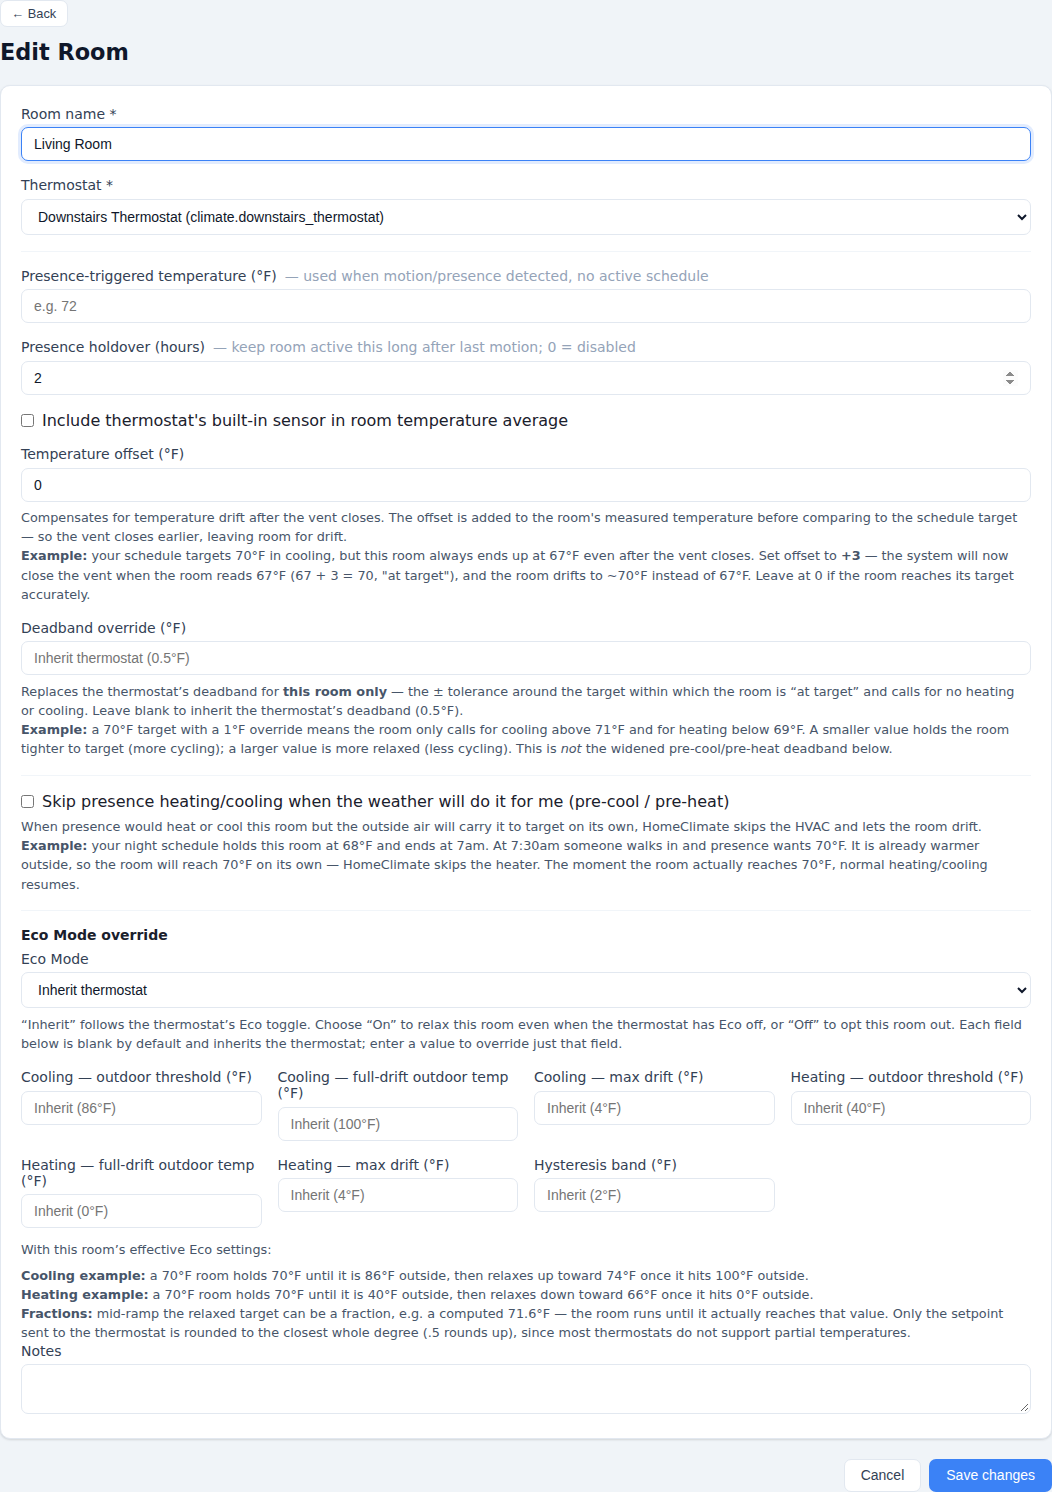 ← Back
Edit Room
Room name *
Living Room
Thermostat *
Downstairs Thermostat (climate.downstairs_thermostat)
Presence-triggered temperature (°F) — used when motion/presence detected, no active schedule
e.g. 72
Presence holdover (hours) — keep room active this long after last motion; 0 = disabled
2
Include thermostat's built-in sensor in room temperature average
Temperature offset (°F)
0
Compensates for temperature drift after the vent closes. The offset is added to the room's measured temperature before comparing to the schedule target
— so the vent closes earlier, leaving room for drift.
Example: your schedule targets 70°F in cooling, but this room always ends up at 67°F even after the vent closes. Set offset to +3 — the system will now
close the vent when the room reads 67°F (67 + 3 = 70, "at target"), and the room drifts to ~70°F instead of 67°F. Leave at 0 if the room reaches its target
accurately.
Deadband override (°F)
Inherit thermostat (0.5°F)
Replaces the thermostat’s deadband for this room only — the ± tolerance around the target within which the room is “at target” and calls for no heating
or cooling. Leave blank to inherit the thermostat’s deadband (0.5°F).
Example: a 70°F target with a 1°F override means the room only calls for cooling above 71°F and for heating below 69°F. A smaller value holds the room
tighter to target (more cycling); a larger value is more relaxed (less cycling). This is not the widened pre-cool/pre-heat deadband below.
Skip presence heating/cooling when the weather will do it for me (pre-cool / pre-heat)
When presence would heat or cool this room but the outside air will carry it to target on its own, HomeClimate skips the HVAC and lets the room drift.
Example: your night schedule holds this room at 68°F and ends at 7am. At 7:30am someone walks in and presence wants 70°F. It is already warmer
outside, so the room will reach 70°F on its own — HomeClimate skips the heater. The moment the room actually reaches 70°F, normal heating/cooling
resumes.
Eco Mode override
Eco Mode
Inherit thermostat
“Inherit” follows the thermostat’s Eco toggle. Choose “On” to relax this room even when the thermostat has Eco off, or “Off” to opt this room out. Each field
below is blank by default and inherits the thermostat; enter a value to override just that field.
Cooling — outdoor threshold (°F)
Inherit (86°F)
Cooling — full-drift outdoor temp
(°F)
Inherit (100°F)
Cooling — max drift (°F)
Inherit (4°F)
Heating — outdoor threshold (°F)
Inherit (40°F)
Heating — full-drift outdoor temp
(°F)
Inherit (0°F)
Heating — max drift (°F)
Inherit (4°F)
Hysteresis band (°F)
Inherit (2°F)
With this room’s effective Eco settings:
Cooling example: a 70°F room holds 70°F until it is 86°F outside, then relaxes up toward 74°F once it hits 100°F outside.
Heating example: a 70°F room holds 70°F until it is 40°F outside, then relaxes down toward 66°F once it hits 0°F outside.
Fractions: mid-ramp the relaxed target can be a fraction, e.g. a computed 71.6°F — the room runs until it actually reaches that value. Only the setpoint
sent to the thermostat is rounded to the closest whole degree (.5 rounds up), since most thermostats do not support partial temperatures.
Notes
Cancel
Save changes